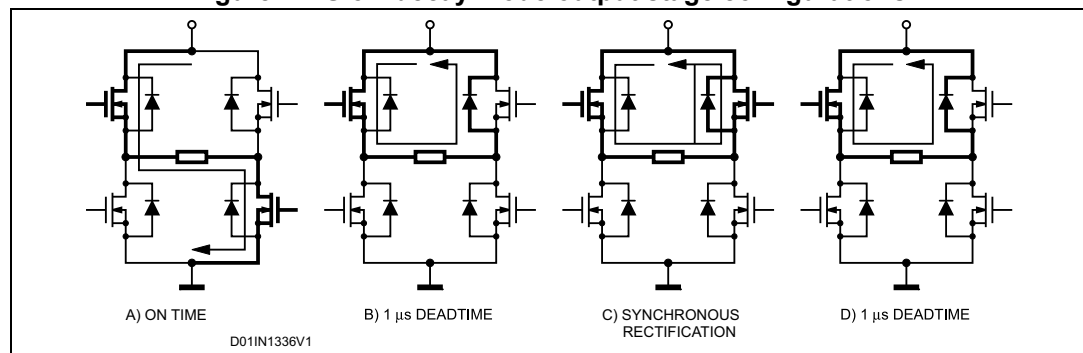 A) ON TIME
B) 1 μs DEADTIME
C) SYNCHRONOUS
RECTIFICATION
D) 1 μs DEADTIME
D01IN1336V1